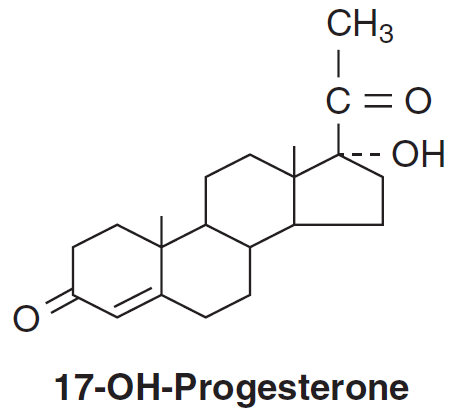 CH3
C = O
OH
O
17-OH-Progesterone